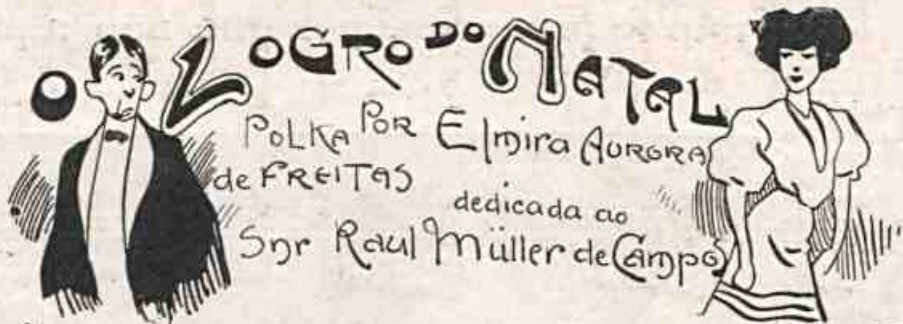 O LOGRO DO NATAL
POLKA POR ELMIRA AURORA
de FREITAS
dedicada ao
Snr Raul Müller de Campos